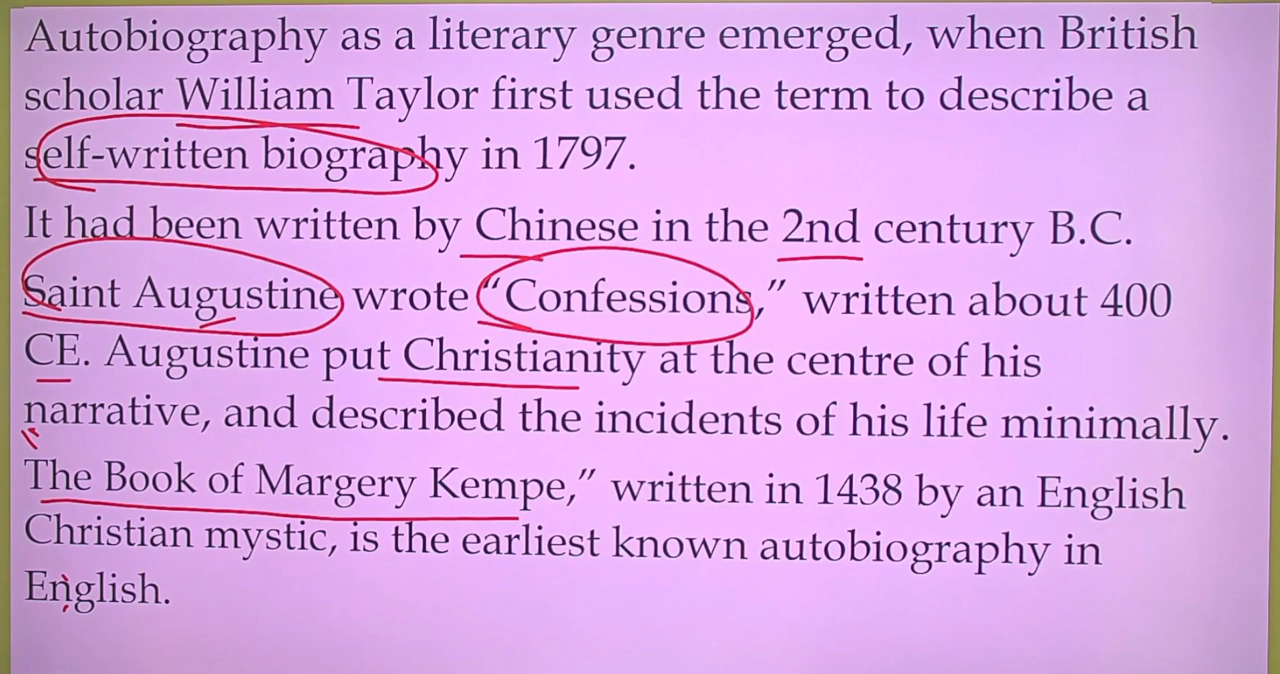 Autobiography as a literary genre emerged, when British
scholar William Taylor first used the term to describe a
self-written biography in 1797.
It had been written by Chinese in the 2nd century B.C.
Saint Augustine wrote “Confessions,” written about 400
CE. Augustine put Christianity at the centre of his
narrative, and described the incidents of his life minimally.
The Book of Margery Kempe,” written in 1438 by an English
Christian mystic, is the earliest known autobiography in
English.